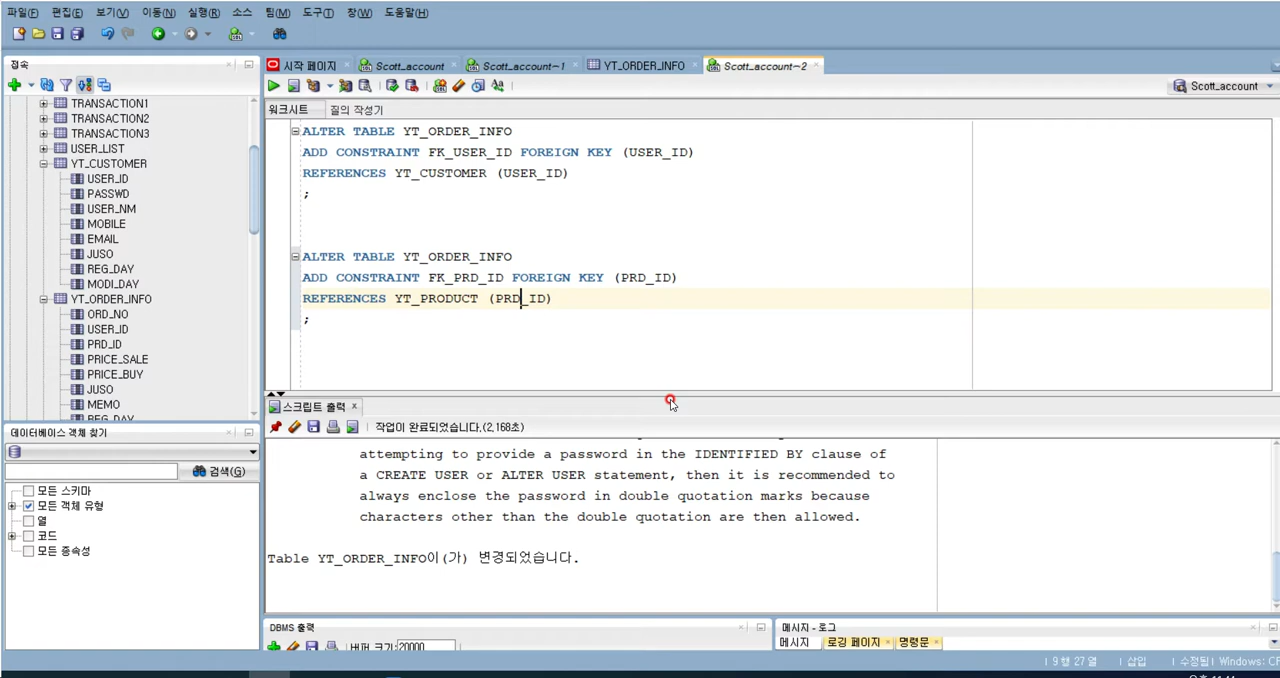 파일(F) 편집(E) 보기(V) 이동(N) 실행(R) 소스 팀(M) 도구(T) 창(W) 도움말(H)
접속
시작 페이지 Scott_account Scott_account~1 YT_ORDER_INFO Scott_account~2
Scott_account
워크시트 질의 작성기
TRANSACTION1
TRANSACTION2
TRANSACTION3
USER_LIST
YT_CUSTOMER
USER_ID
PASSWD
USER_NM
MOBILE
EMAIL
JUSO
REG_DAY
MODI_DAY
YT_ORDER_INFO
ORD_NO
USER_ID
PRD_ID
PRICE_SALE
PRICE_BUY
JUSO
MEMO
REG_DAY
ALTER TABLE YT_ORDER_INFO
ADD CONSTRAINT FK_USER_ID FOREIGN KEY (USER_ID)
REFERENCES YT_CUSTOMER (USER_ID)
;
ALTER TABLE YT_ORDER_INFO
ADD CONSTRAINT FK_PRD_ID FOREIGN KEY (PRD_ID)
REFERENCES YT_PRODUCT (PRD_ID)
;
데이터베이스 객체 찾기
검색(G)
모든 스키마
모든 객체 유형
열
코드
모든 종속성
스크립트 출력
작업이 완료되었습니다.(2,168초)
attempting to provide a password in the IDENTIFIED BY clause of
a CREATE USER or ALTER USER statement, then it is recommended to
always enclose the password in double quotation marks because
characters other than the double quotation are then allowed.
Table YT_ORDER_INFO이(가) 변경되었습니다.
DBMS 출력
버퍼 크기: 20000
메시지 - 로그
메시지 로깅 페이지 명령문
9 행 27 열 삽입 수정됨 Windows: CF